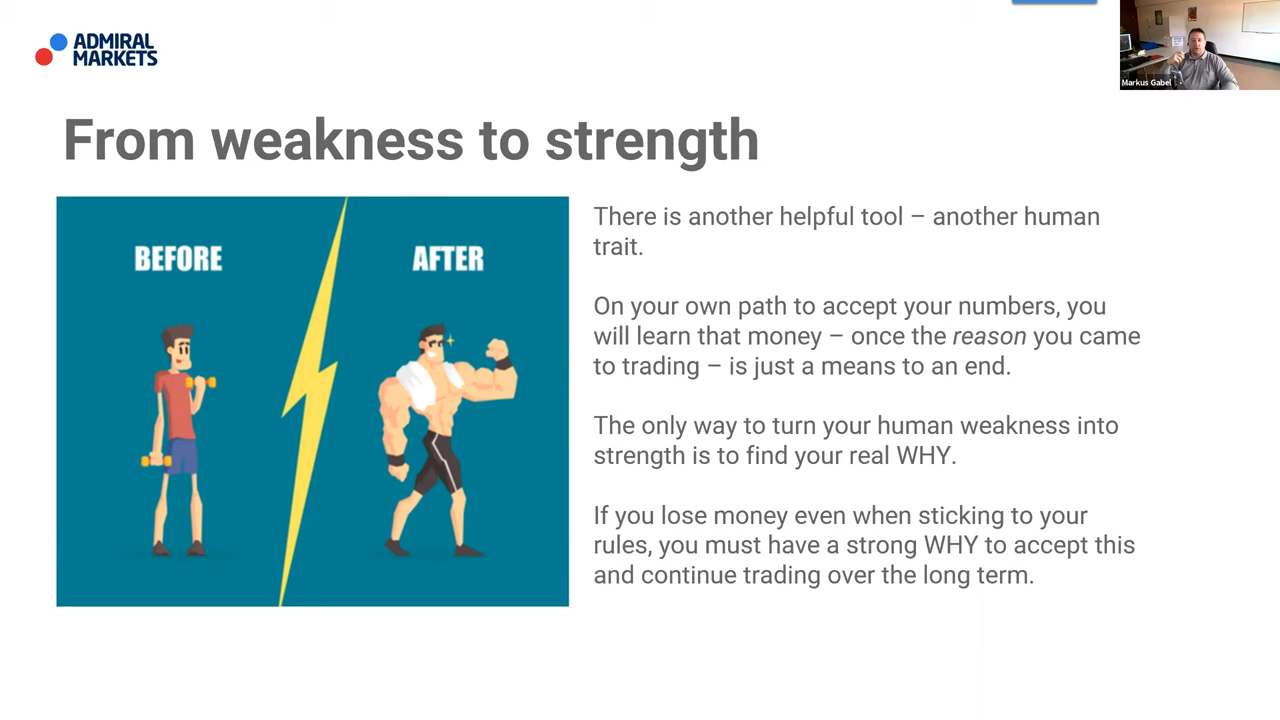 ADMIRAL
MARKETS
Markus Gabel
From weakness to strength
BEFORE
AFTER
There is another helpful tool – another human
trait.
On your own path to accept your numbers, you
will learn that money – once the reason you came
to trading – is just a means to an end.
The only way to turn your human weakness into
strength is to find your real WHY.
If you lose money even when sticking to your
rules, you must have a strong WHY to accept this
and continue trading over the long term.